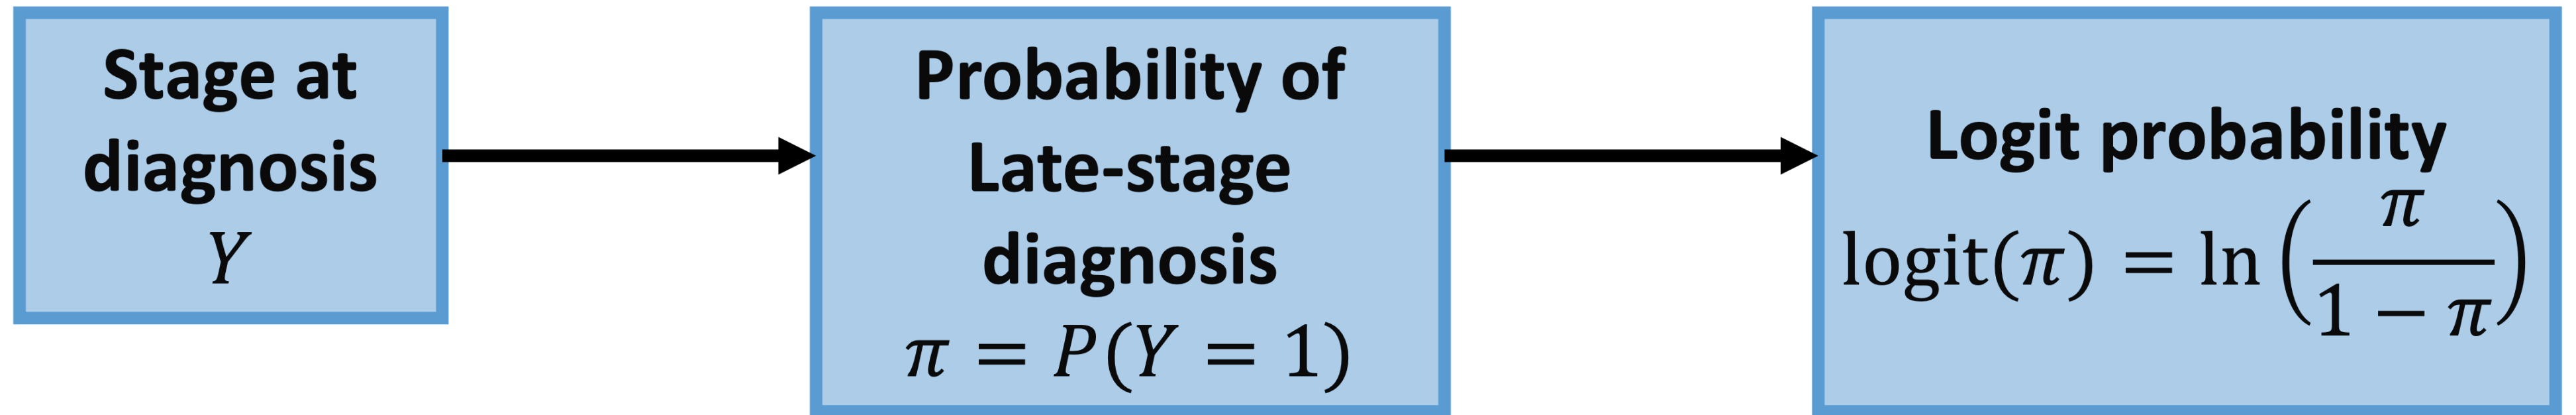 Stage at
diagnosis
Y
Probability of
Late-stage
diagnosis
π = P(Y = 1)
Logit probability
logit(π) = ln(π / 1 − π)